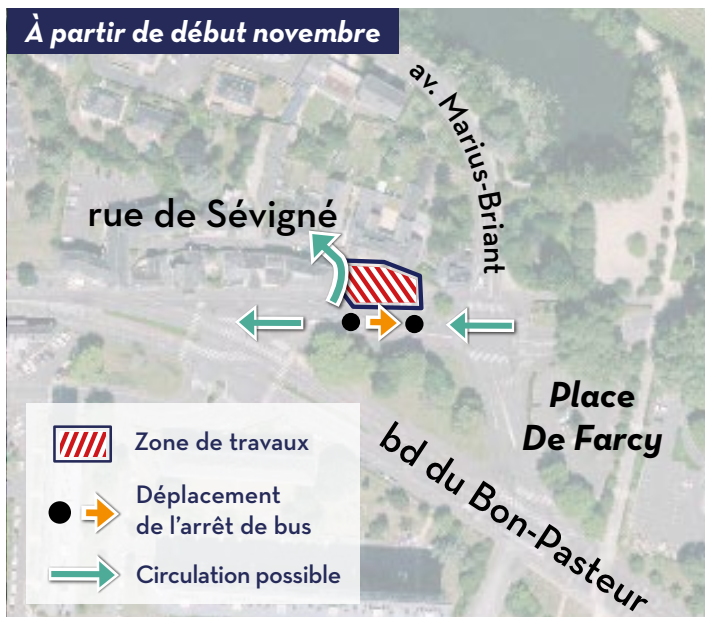 À partir de début novembre
av. Marius-Briant
rue de Sévigné
Place
De Farcy
bd du Bon-Pasteur
Zone de travaux
Déplacement
de l'arrêt de bus
Circulation possible